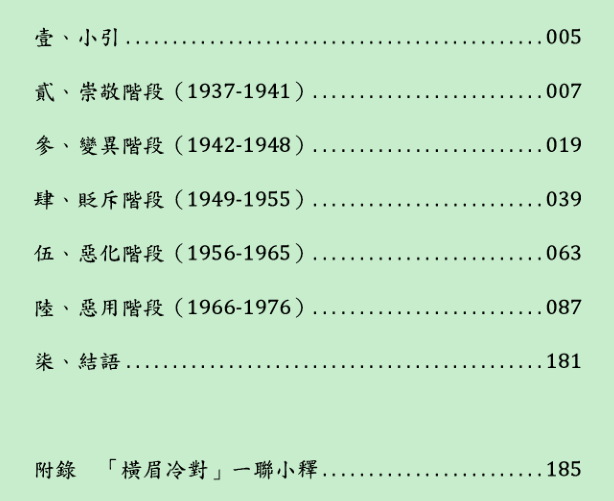 壹、小引................................................005
貳、崇敬階段（1937-1941）............................007
參、變異階段（1942-1948）............................019
肆、貶斥階段（1949-1955）............................039
伍、惡化階段（1956-1965）............................063
陸、惡用階段（1966-1976）............................087
柒、結語................................................181
附錄　「橫眉冷對」一聯小釋...........................185